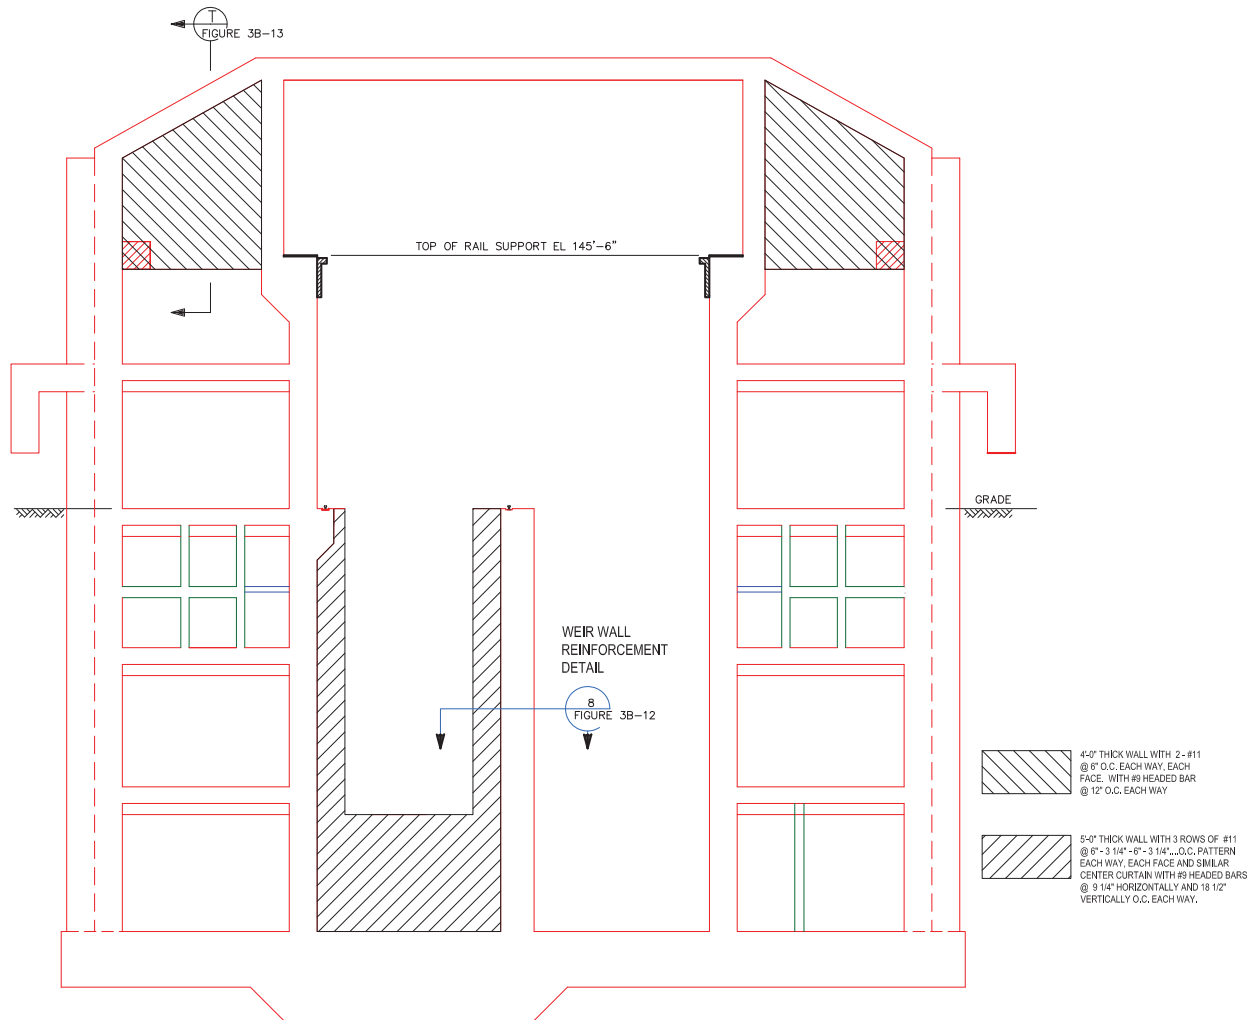 T
FIGURE 3B-13
TOP OF RAIL SUPPORT EL 145'-6"
GRADE
WEIR WALL
REINFORCEMENT
DETAIL
8
FIGURE 3B-12
4'-0" THICK WALL WITH 2 - #11
@ 6" O.C. EACH WAY, EACH
FACE. WITH #9 HEADED BAR
@ 12" O.C. EACH WAY
5'-0" THICK WALL WITH 3 ROWS OF #11
@ 6" - 3 1/4" - 6" - 3 1/4"....O.C. PATTERN
EACH WAY, EACH FACE AND SIMILAR
CENTER CURTAIN WITH #9 HEADED BARS
@ 9 1/4" HORIZONTALLY AND 18 1/2"
VERTICALLY O.C. EACH WAY.